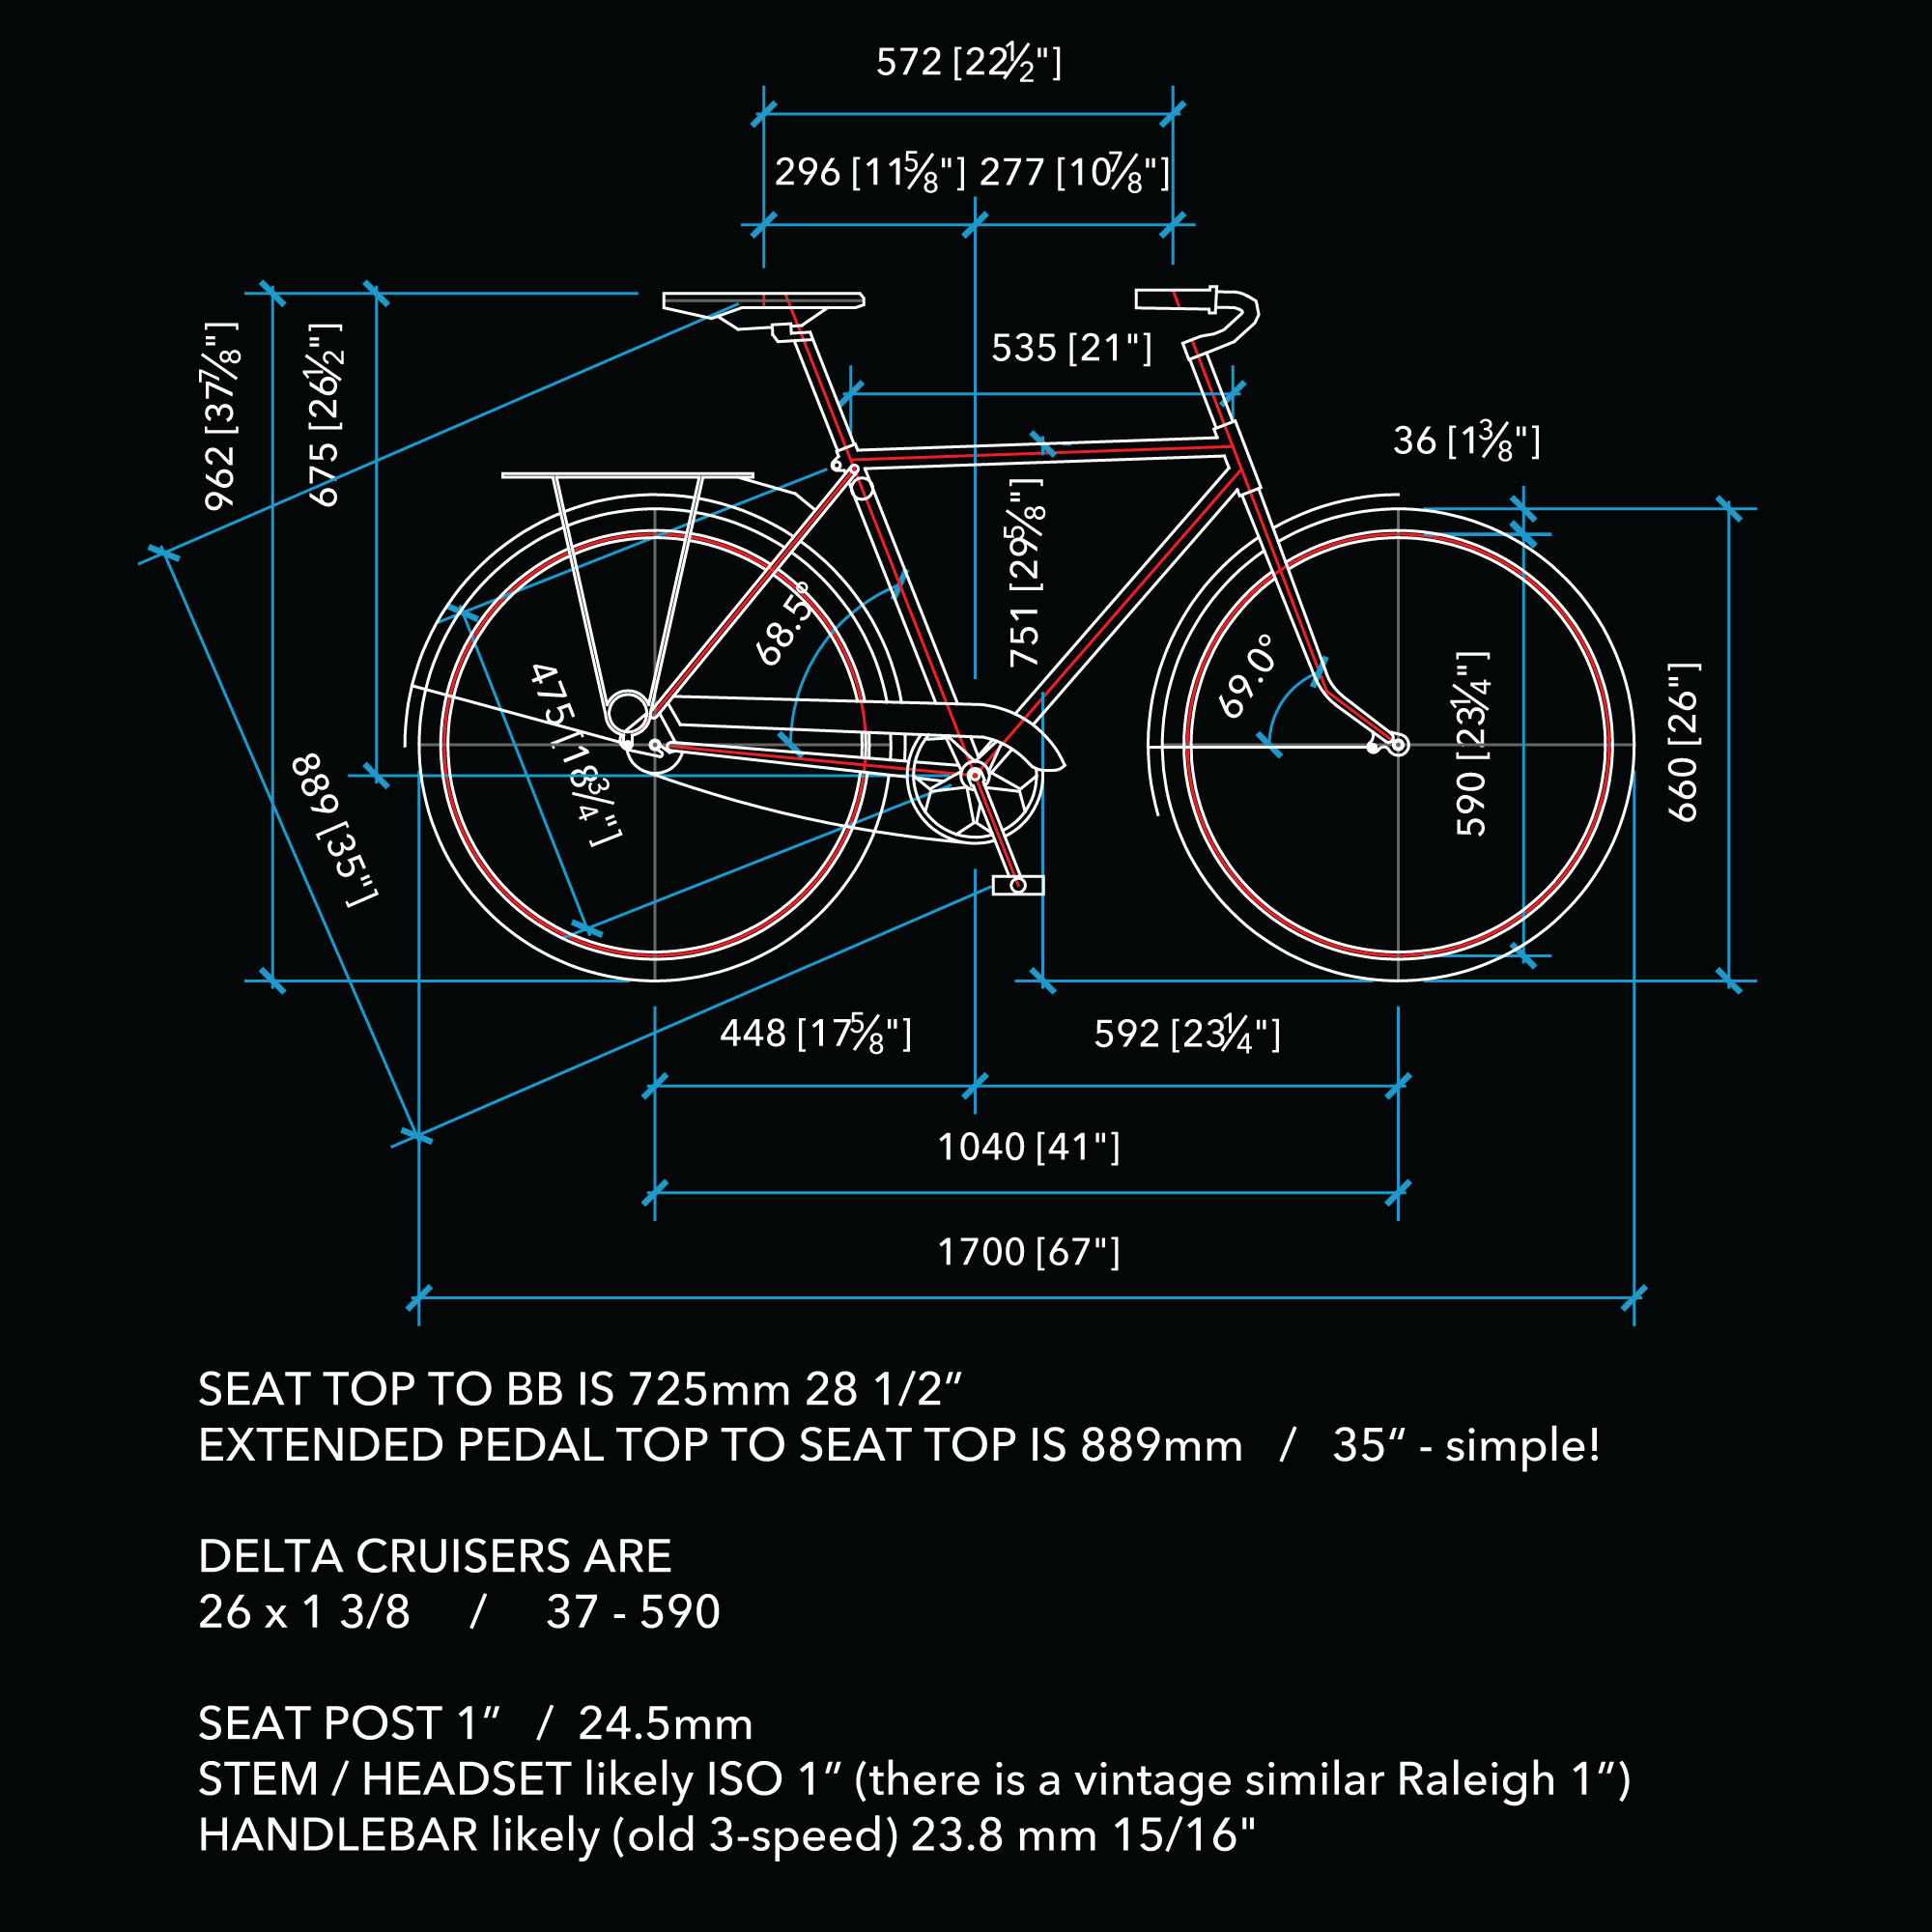 572 [22½"]
296 [11⅝"] 277 [10⅞"]
535 [21"]
962 [37⅞"]
675 [26½"]
36 [1⅜"]
751 [29⅝"]
68.5°
69.0°
475 [18¾"]
590 [23¼"]
660 [26"]
889 [35"]
448 [17⅝"]
592 [23¼"]
1040 [41"]
1700 [67"]
SEAT TOP TO BB IS 725mm 28 1/2”
EXTENDED PEDAL TOP TO SEAT TOP IS 889mm / 35“ - simple!
DELTA CRUISERS ARE
26 x 1 3/8 / 37 - 590
SEAT POST 1” / 24.5mm
STEM / HEADSET likely ISO 1” (there is a vintage similar Raleigh 1”)
HANDLEBAR likely (old 3-speed) 23.8 mm 15/16"